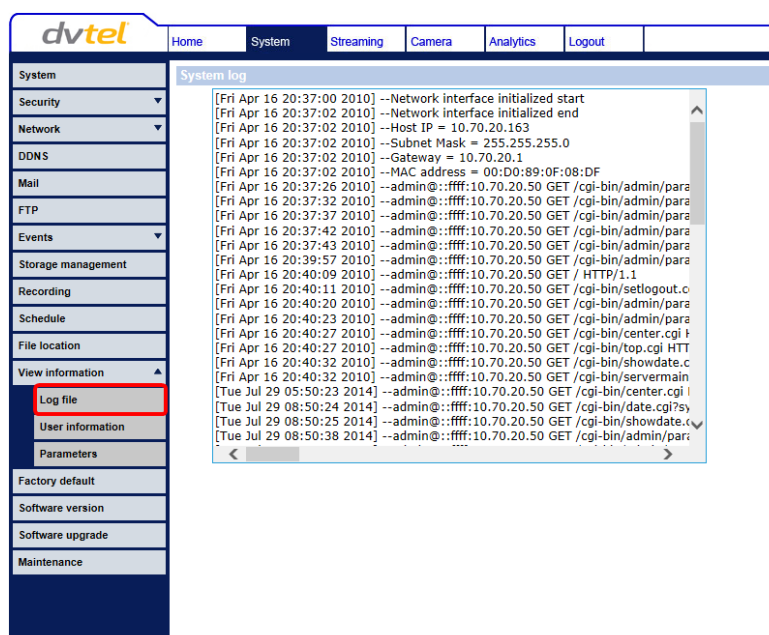 dvtel
Home System Streaming Camera Analytics Logout
System
Security
Network
DDNS
Mail
FTP
Events
Storage management
Recording
Schedule
File location
View information
Log file
User information
Parameters
Factory default
Software version
Software upgrade
Maintenance
System log
[Fri Apr 16 20:37:00 2010] --Network interface initialized start
[Fri Apr 16 20:37:02 2010] --Network interface initialized end
[Fri Apr 16 20:37:02 2010] --Host IP = 10.70.20.163
[Fri Apr 16 20:37:02 2010] --Subnet Mask = 255.255.255.0
[Fri Apr 16 20:37:02 2010] --Gateway = 10.70.20.1
[Fri Apr 16 20:37:02 2010] --MAC address = 00:D0:89:0F:08:DF
[Fri Apr 16 20:37:26 2010] --admin@::ffff:10.70.20.50 GET /cgi-bin/admin/para
[Fri Apr 16 20:37:32 2010] --admin@::ffff:10.70.20.50 GET /cgi-bin/admin/para
[Fri Apr 16 20:37:37 2010] --admin@::ffff:10.70.20.50 GET /cgi-bin/admin/para
[Fri Apr 16 20:37:42 2010] --admin@::ffff:10.70.20.50 GET /cgi-bin/admin/para
[Fri Apr 16 20:37:43 2010] --admin@::ffff:10.70.20.50 GET /cgi-bin/admin/para
[Fri Apr 16 20:39:57 2010] --admin@::ffff:10.70.20.50 GET /cgi-bin/admin/para
[Fri Apr 16 20:40:09 2010] --admin@::ffff:10.70.20.50 GET / HTTP/1.1
[Fri Apr 16 20:40:11 2010] --admin@::ffff:10.70.20.50 GET /cgi-bin/setlogout.c
[Fri Apr 16 20:40:20 2010] --admin@::ffff:10.70.20.50 GET /cgi-bin/admin/para
[Fri Apr 16 20:40:23 2010] --admin@::ffff:10.70.20.50 GET /cgi-bin/admin/para
[Fri Apr 16 20:40:27 2010] --admin@::ffff:10.70.20.50 GET /cgi-bin/center.cgi H
[Fri Apr 16 20:40:27 2010] --admin@::ffff:10.70.20.50 GET /cgi-bin/top.cgi HTT
[Fri Apr 16 20:40:32 2010] --admin@::ffff:10.70.20.50 GET /cgi-bin/showdate.c
[Fri Apr 16 20:40:32 2010] --admin@::ffff:10.70.20.50 GET /cgi-bin/servermain
[Tue Jul 29 05:50:23 2014] --admin@::ffff:10.70.20.50 GET /cgi-bin/center.cgi
[Tue Jul 29 08:50:24 2014] --admin@::ffff:10.70.20.50 GET /cgi-bin/date.cgi?sy
[Tue Jul 29 08:50:25 2014] --admin@::ffff:10.70.20.50 GET /cgi-bin/showdate.c
[Tue Jul 29 08:50:38 2014] --admin@::ffff:10.70.20.50 GET /cgi-bin/admin/para